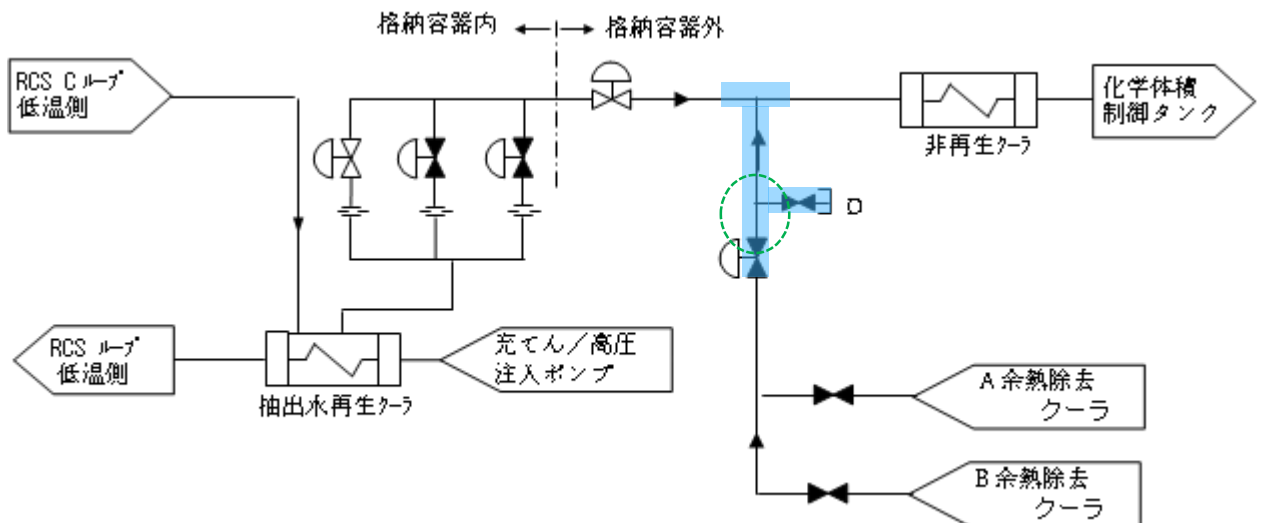 格納容器内
格納容器外
RCS Cループ
低温側
化学体積
制御タンク
非再生クーラ
D
RCS ループ
低温側
充てん/高圧
注入ポンプ
抽出水再生クーラ
A余熱除去
クーラ
B余熱除去
クーラ